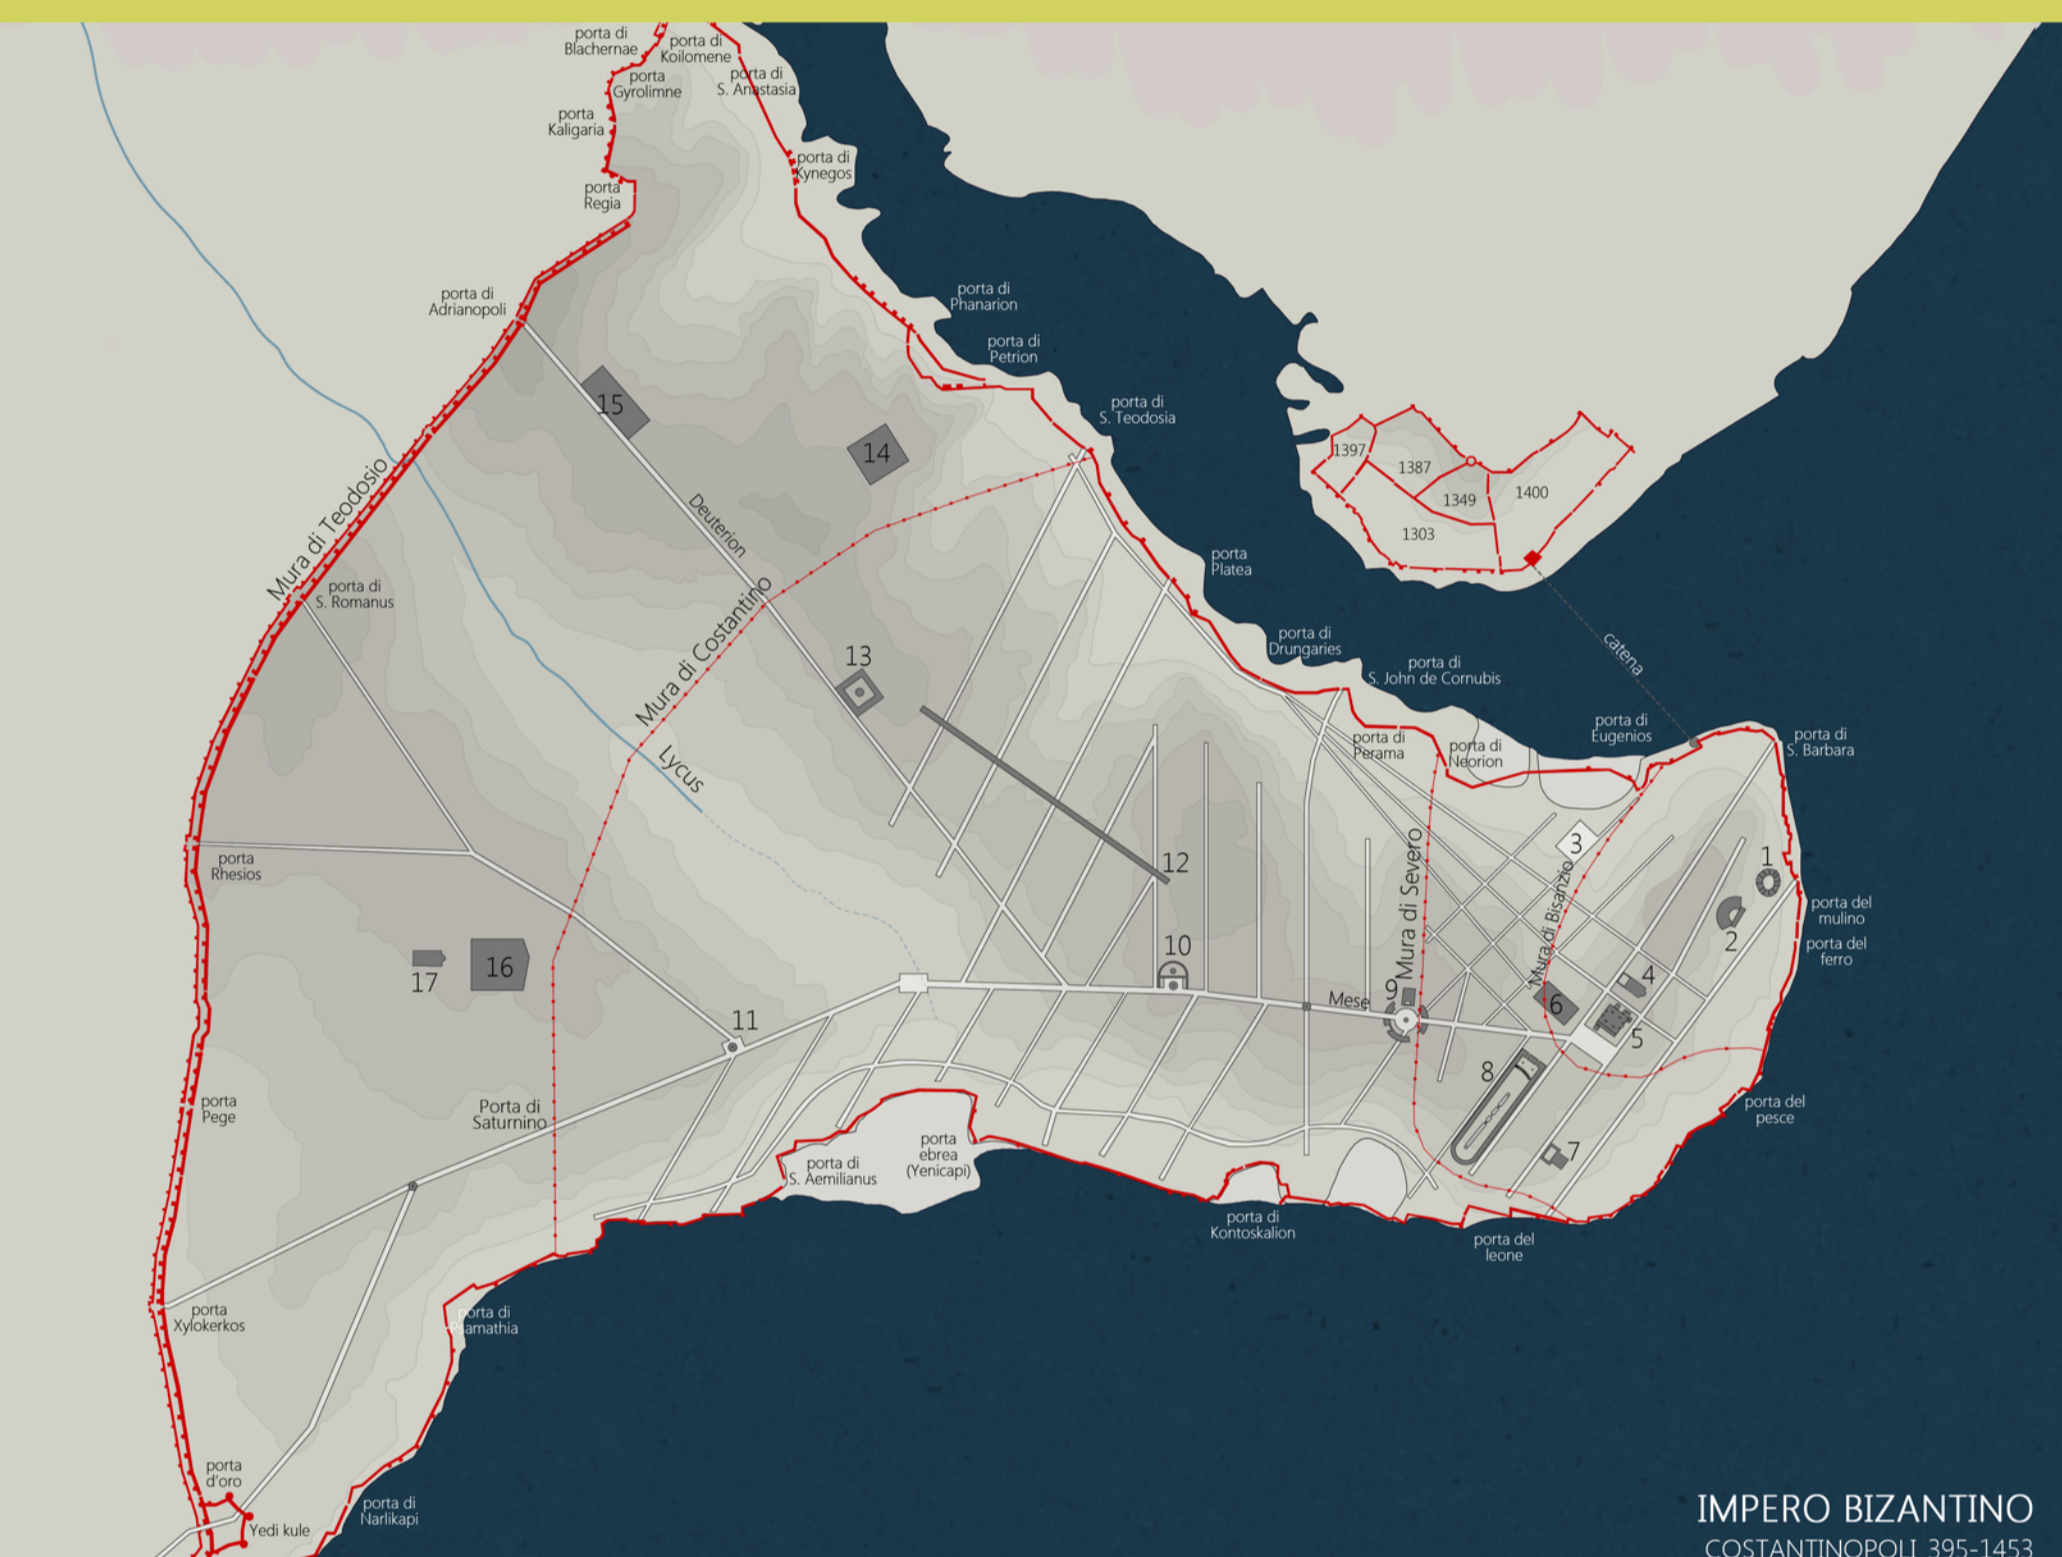 porta di
Blachernae
porta di
Koilomene
porta
Gyrolimne
porta di
S. Anastasia
porta
Kaligaria
porta di
Kynegos
porta
Regia
porta di
Adrianopoli
porta di
Phanarion
porta di
Petrion
porta di
S. Teodosia
15
14
1397
1387
1349
1400
1303
Mura di Teodosio
Deuterion
porta
Platea
porta di
S. Romanus
Mura di Costantino
porta di
Drungaries
catena
porta di
S. John de Cornubis
13
Lycus
porta di
Perama
porta di
Neorion
porta di
Eugenios
porta di
S. Barbara
porta
Rhesios
12
Mura di Severo
3
Mura di Bisanzio
1
2
porta del
mulino
porta del
ferro
17
16
10
Mese
9
4
6
5
11
8
7
porta
Pege
Porta di
Saturnino
porta di
S. Aemilianus
porta
ebrea
(Yenicapi)
porta del
pesce
porta di
Kontoskalion
porta del
leone
porta
Xylokerkos
porta di
Psamathia
porta
d'oro
Yedi kule
porta di
Narlikapi
IMPERO BIZANTINO
COSTANTINOPOLI 395-1453